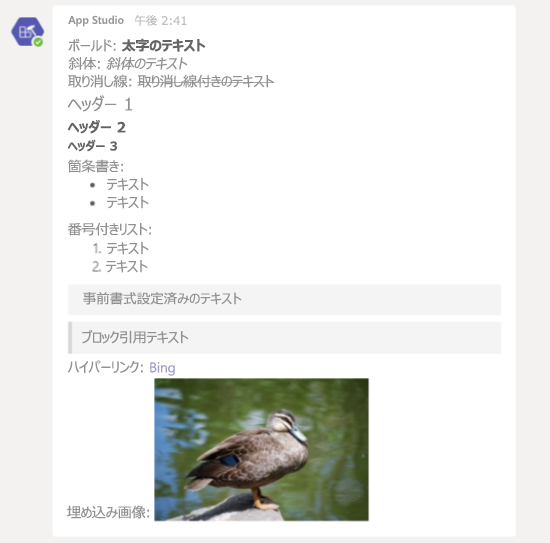 App Studio 午後 2:41
ボールド: 太字のテキスト
斜体: 斜体のテキスト
取り消し線: 取り消し線付きのテキスト
ヘッダー 1
ヘッダー 2
ヘッダー 3
箇条書き:
• テキスト
• テキスト
番号付きリスト:
1. テキスト
2. テキスト
事前書式設定済みのテキスト
ブロック引用テキスト
ハイパーリンク: Bing
埋め込み画像: